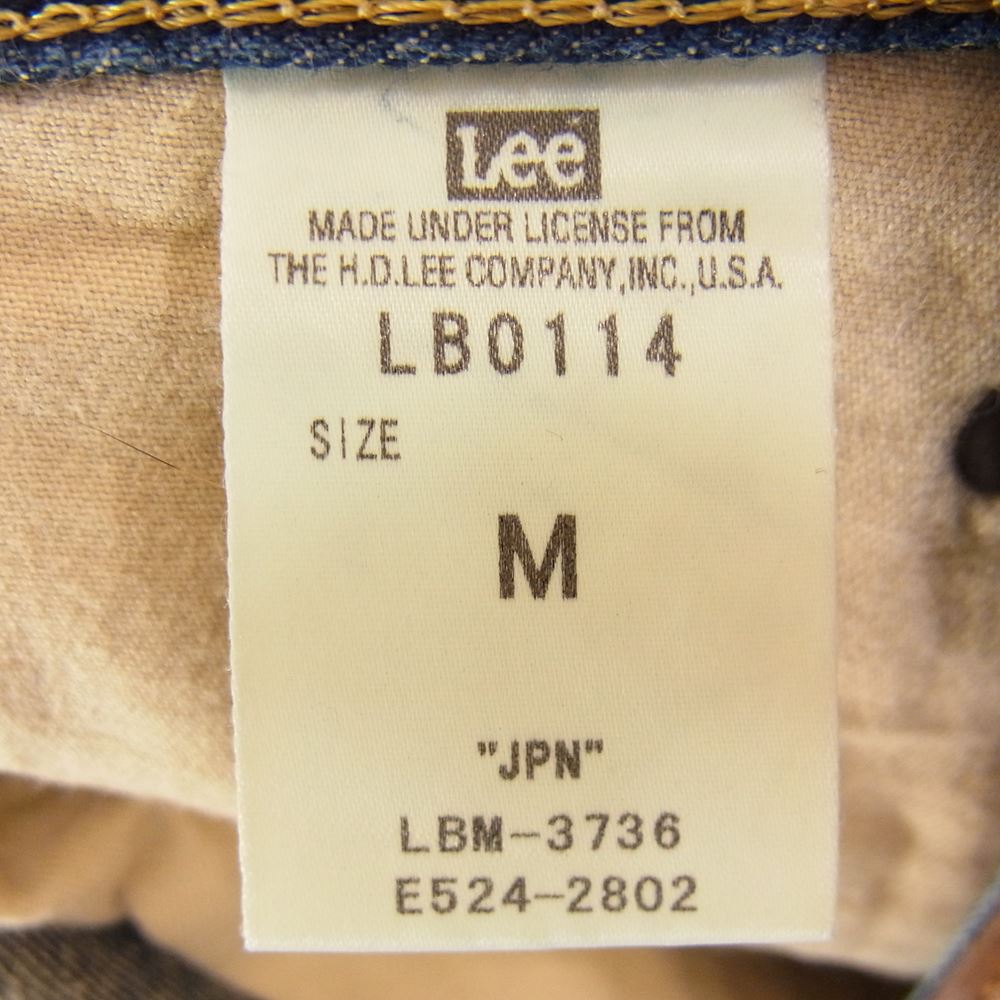 Lee
MADE UNDER LICENSE FROM
THE H.D.LEE COMPANY,INC.,U.S.A.
LB0114
SIZE
M
"JPN"
LBM-3736
E524-2802